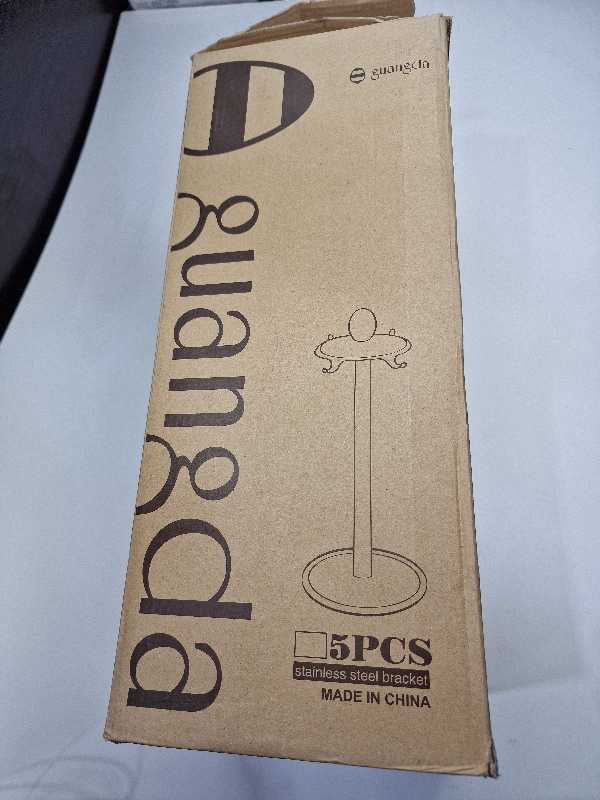 guangda
guangda
5PCS
stainless steel bracket
MADE IN CHINA